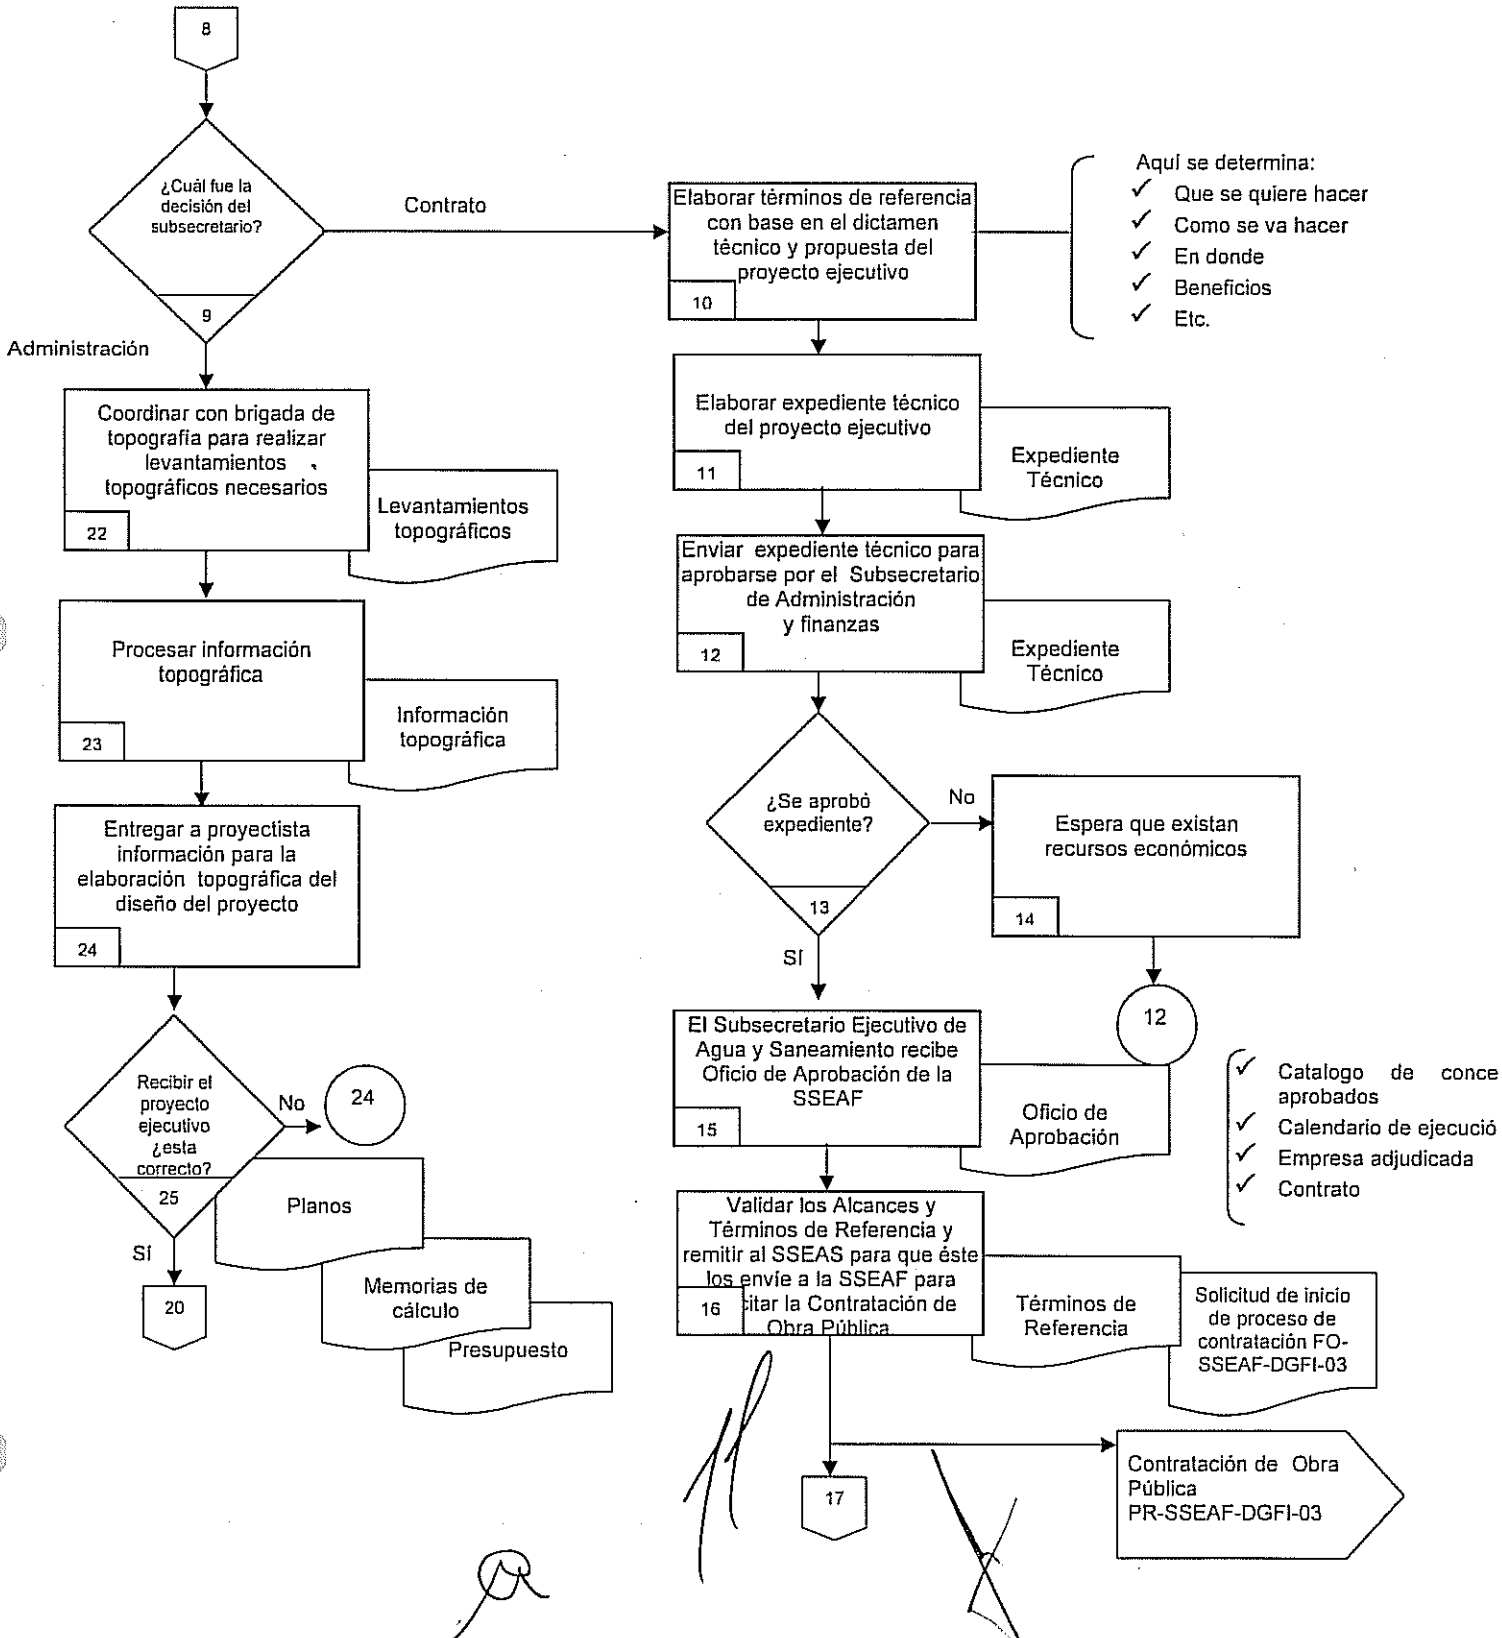 8
¿Cuál fue la
decisión del
subsecretario?
9
Contrato
Administración
Elaborar términos de referencia
con base en el dictamen
técnico y propuesta del
proyecto ejecutivo
10
Aquí se determina:
✓ Que se quiere hacer
✓ Como se va hacer
✓ En donde
✓ Beneficios
✓ Etc.
Elaborar expediente técnico
del proyecto ejecutivo
11
Expediente
Técnico
Enviar expediente técnico para
aprobarse por el Subsecretario
de Administración
y finanzas
12
Expediente
Técnico
¿Se aprobó
expediente?
13
No
Espera que existan
recursos económicos
14
12
SÍ
El Subsecretario Ejecutivo de
Agua y Saneamiento recibe
Oficio de Aprobación de la
SSEAF
15
Oficio de
Aprobación
✓ Catalogo de conce
aprobados
✓ Calendario de ejecució
✓ Empresa adjudicada
✓ Contrato
Validar los Alcances y
Términos de Referencia y
remitir al SSEAS para que éste
los envíe a la SSEAF para
citar la Contratación de
Obra Pública.
16
Términos de
Referencia
Solicitud de inicio
de proceso de
contratación FO-
SSEAF-DGFI-03
17
Contratación de Obra
Pública
PR-SSEAF-DGFI-03
Coordinar con brigada de
topografía para realizar
levantamientos
topográficos necesarios
22
Levantamientos
topográficos
Procesar información
topográfica
23
Información
topográfica
Entregar a proyectista
información para la
elaboración topográfica del
diseño del proyecto
24
Recibir el
proyecto
ejecutivo
¿esta
correcto?
25
No
24
SÍ
20
Planos
Memorias de
cálculo
Presupuesto